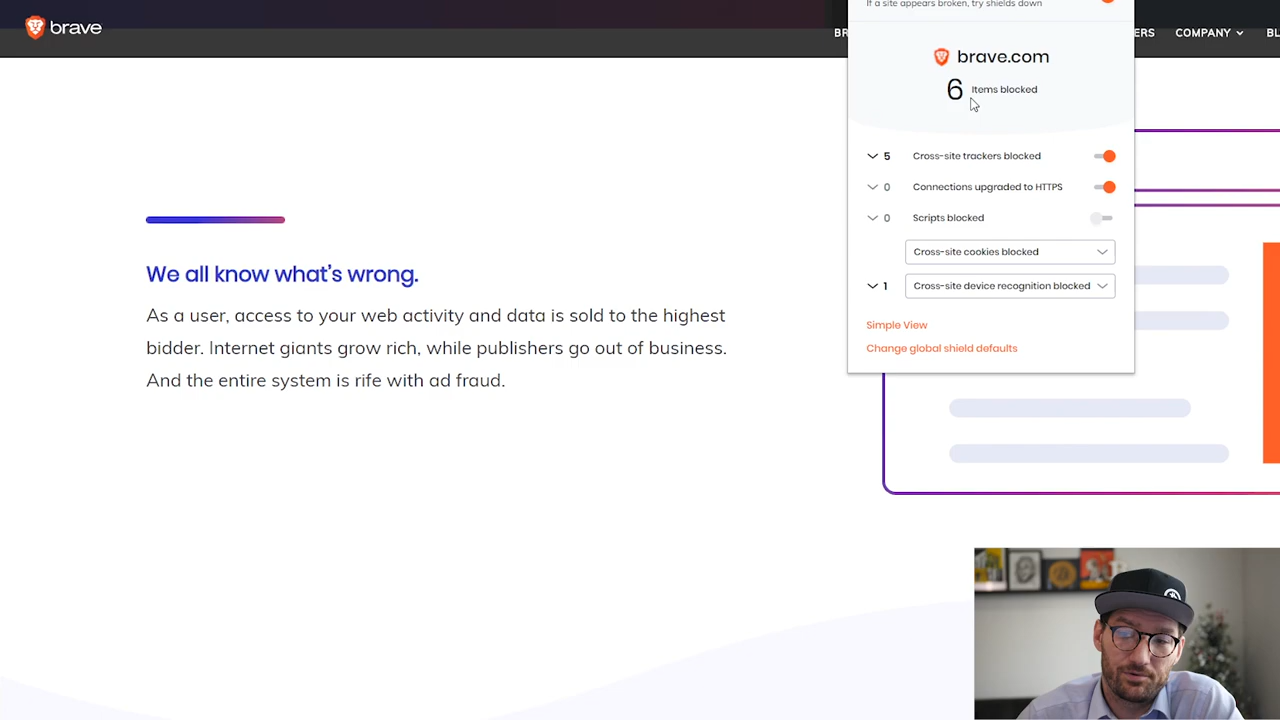 brave
If a site appears broken, try shields down
BR
ERS
COMPANY
BL
brave.com
6 Items blocked
5 Cross-site trackers blocked
0 Connections upgraded to HTTPS
0 Scripts blocked
Cross-site cookies blocked
1 Cross-site device recognition blocked
Simple View
Change global shield defaults
We all know what’s wrong.
As a user, access to your web activity and data is sold to the highest
bidder. Internet giants grow rich, while publishers go out of business.
And the entire system is rife with ad fraud.